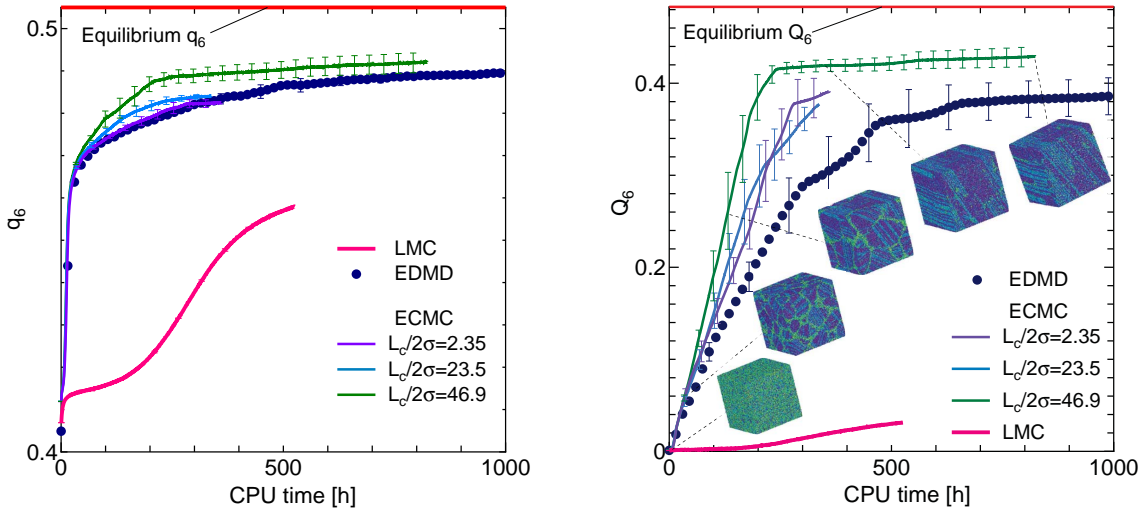 0.5
Equilibrium q6
q6
LMC
EDMD
ECMC
Lc/2σ=2.35
Lc/2σ=23.5
Lc/2σ=46.9
0.4
0
500
1000
CPU time [h]
Equilibrium Q6
0.4
Q6
0.2
EDMD
ECMC
Lc/2σ=2.35
Lc/2σ=23.5
Lc/2σ=46.9
LMC
0
0
500
1000
CPU time [h]